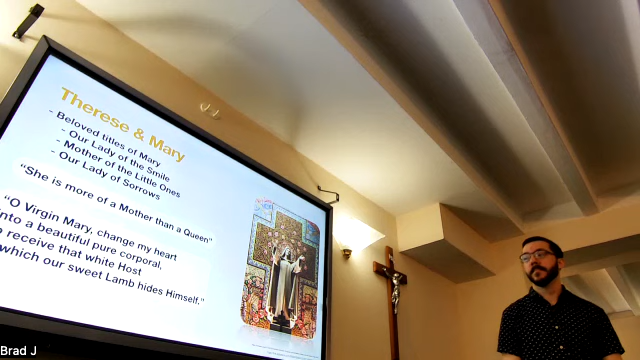 Therese & Mary
- Beloved titles of Mary
- Our Lady of the Smile
- Mother of the Little Ones
- Our Lady of Sorrows
"She is more of a Mother than a Queen"
"O Virgin Mary, change my heart
into a beautiful pure corporal,
to receive that white Host
which our sweet Lamb hides Himself."
Brad J